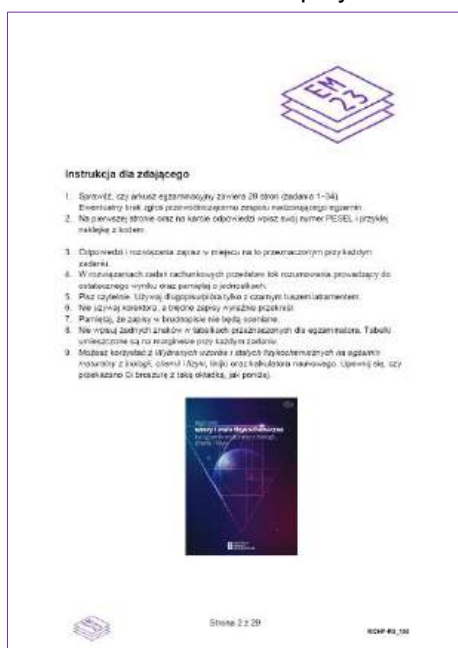 EM
23
Instrukcja dla zdającego
1. Sprawdź, czy arkusz egzaminacyjny zawiera 29 stron (zadania 1–34).
Ewentualny brak zgłoś przewodniczącemu zespołu nadzorującego egzamin.
2. Na pierwszej stronie oraz na karcie odpowiedzi wpisz swój numer PESEL i przyklej
naklejkę z kodem.
3. Odpowiedzi i rozwiązania zapisz w miejscu na to przeznaczonym przy każdym
zadaniu.
4. W rozwiązaniach zadań rachunkowych przedstaw tok rozumowania prowadzący do
ostatecznego wyniku oraz pamiętaj o jednostkach.
5. Pisz czytelnie. Używaj długopisu/pióra tylko z czarnym tuszem/atramentem.
6. Nie używaj korektora, a błędne zapisy wyraźnie przekreśl.
7. Pamiętaj, że zapisy w brudnopisie nie będą oceniane.
8. Nie wpisuj żadnych znaków w tabelkach przeznaczonych dla egzaminatora. Tabelki
umieszczone są na marginesie przy każdym zadaniu.
9. Możesz korzystać z Wybranych wzorów i stałych fizykochemicznych na egzamin
maturalny z biologii, chemii i fizyki, linijki oraz kalkulatora naukowego. Upewnij się, czy
przekazano Ci broszurę z taką okładką, jak poniżej.
wzory i stałe fizykochemiczne
Strona 2 z 29